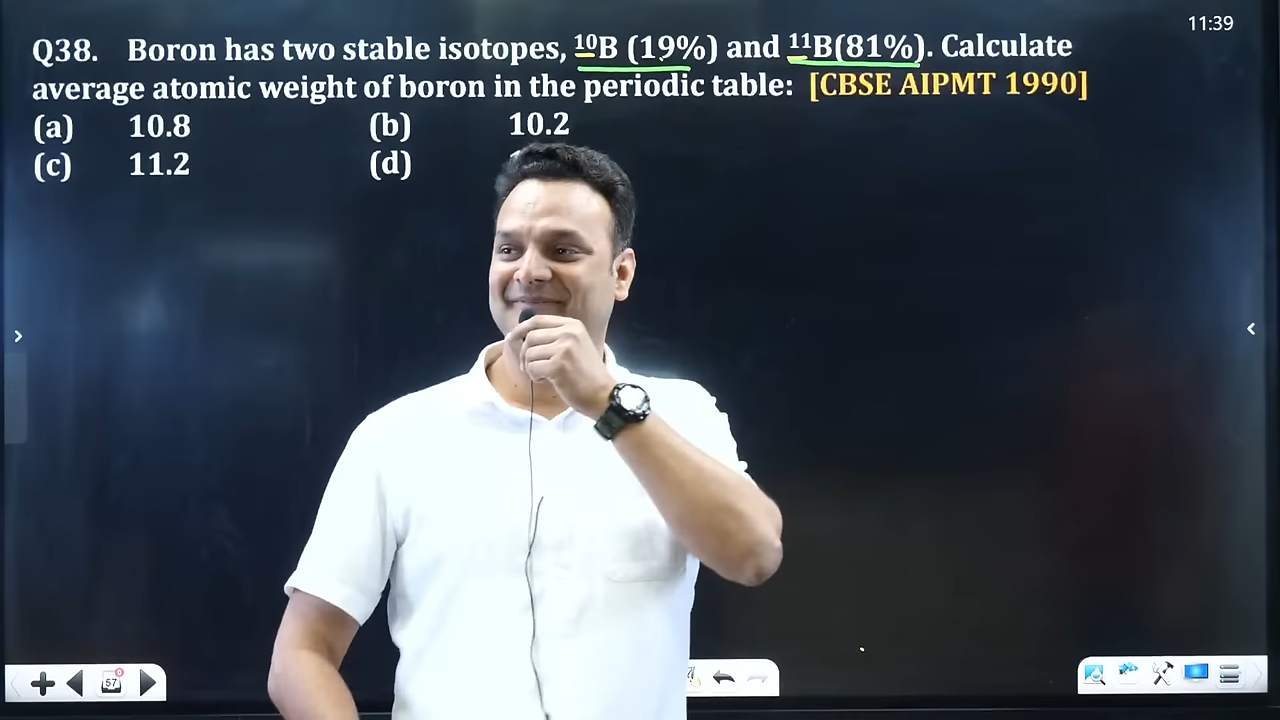 11:39
Q38. Boron has two stable isotopes, ¹⁰B (19%) and ¹¹B(81%). Calculate
average atomic weight of boron in the periodic table: [CBSE AIPMT 1990]
(a) 10.8 (b) 10.2
(c) 11.2 (d)
57